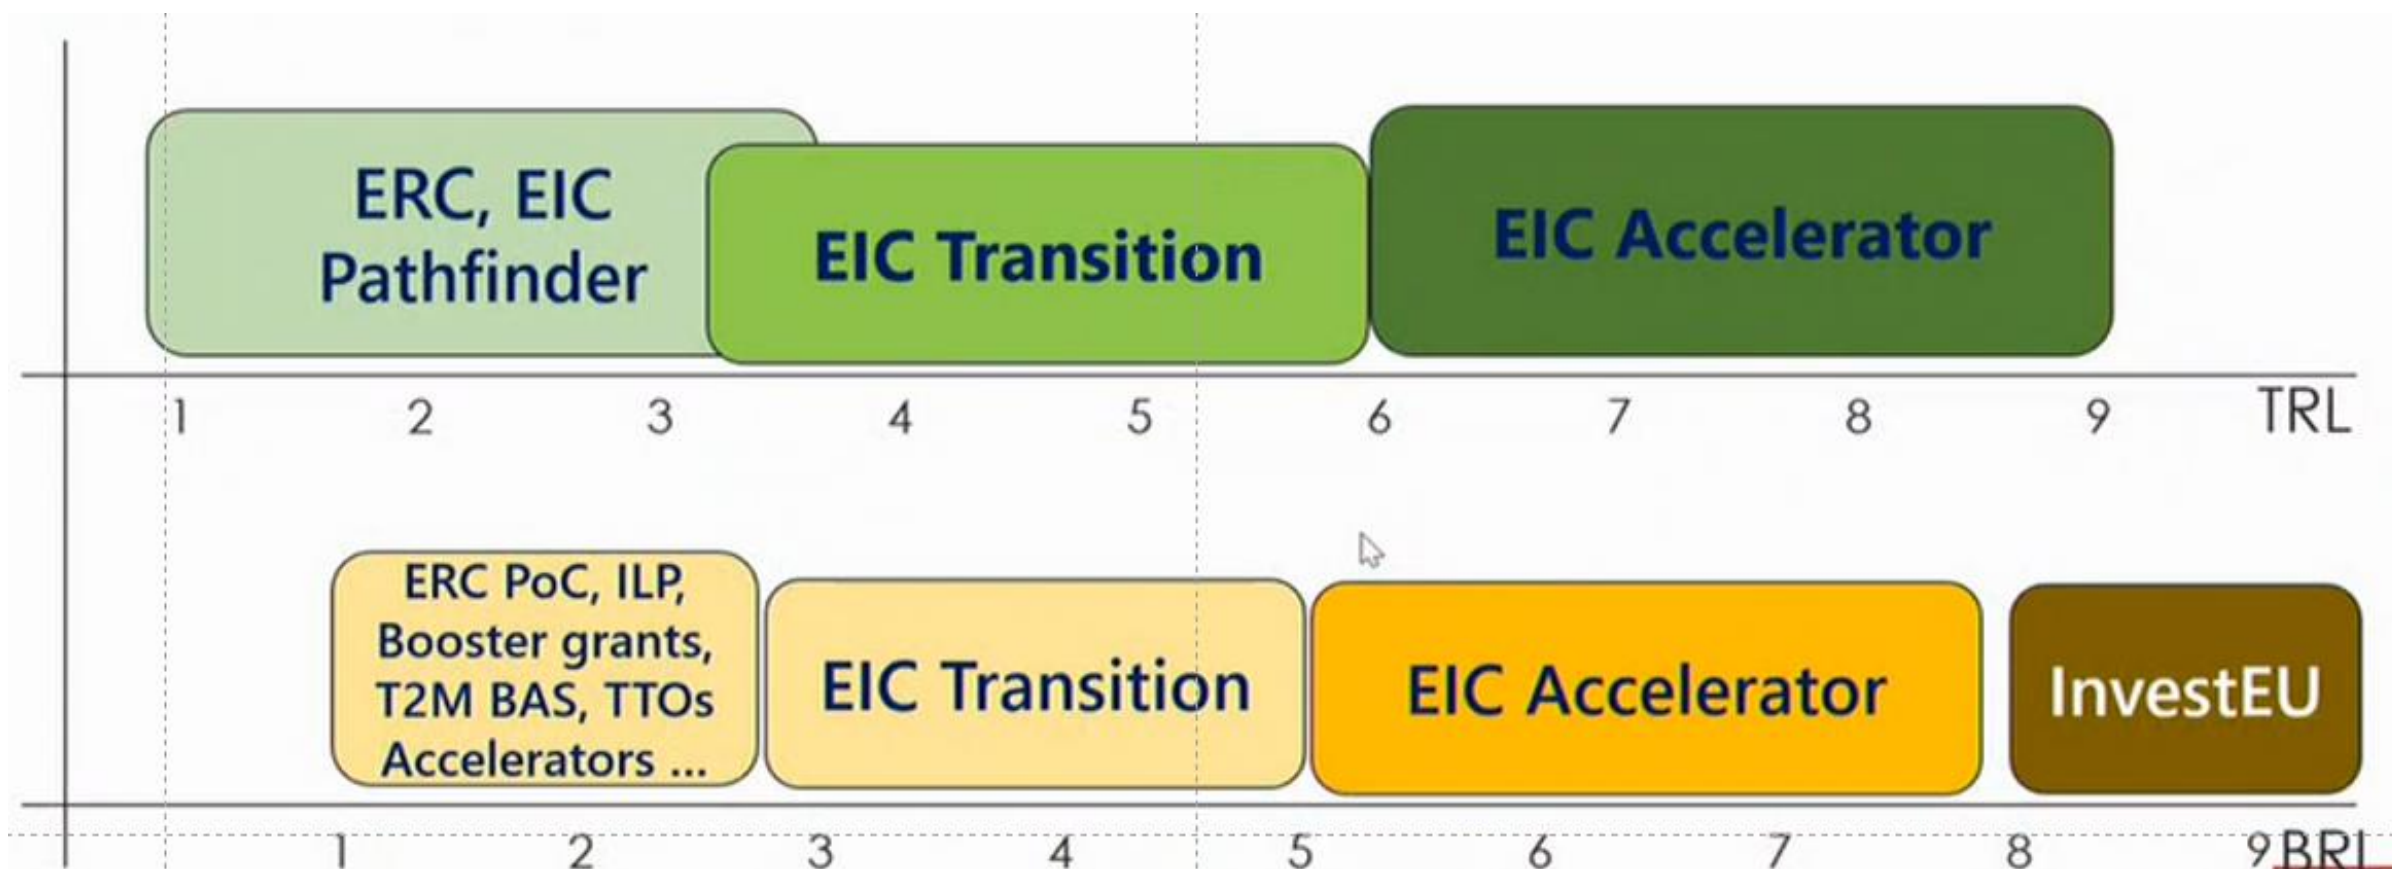 ERC, EIC
Pathfinder
EIC Transition
EIC Accelerator
1 2 3 4 5 6 7 8 9 TRL
ERC PoC, ILP,
Booster grants,
T2M BAS, TTOs
Accelerators ...
EIC Transition
EIC Accelerator
InvestEU
1 2 3 4 5 6 7 8 9 BRL